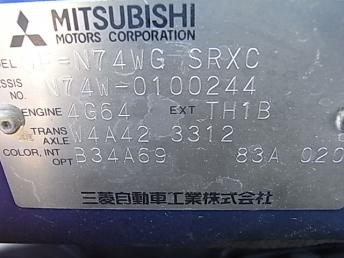 MITSUBISHI
MOTORS CORPORATION
N74WG SRXC
N74W-0100244
NO.
ENGINE 4G64 EXT TH1B
TRANS AXLE W4A42 3312
COLOR, INT OPT B34A69 83A 020
三菱自動車工業株式会社